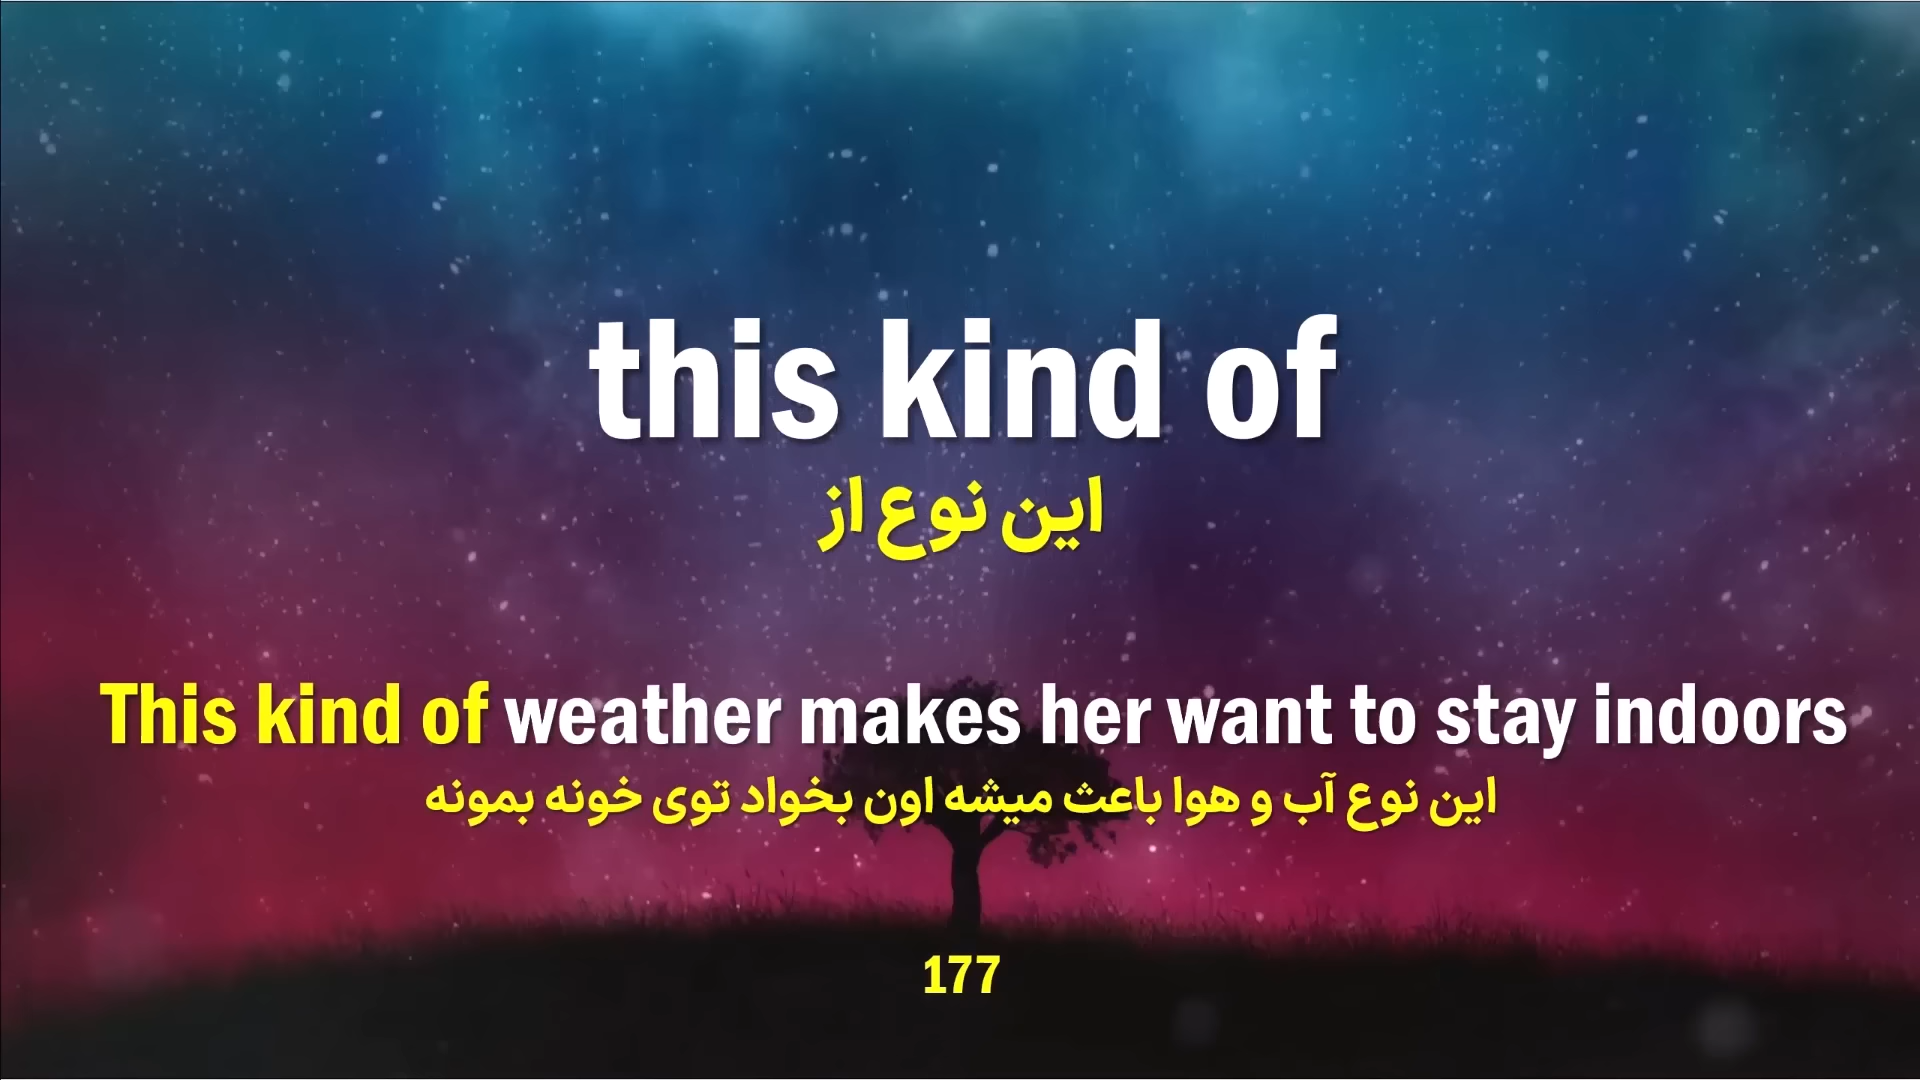 this kind of
این نوع از
This kind of weather makes her want to stay indoors
این نوع آب و هوا باعث میشه اون بخواد توی خونه بمونه
177